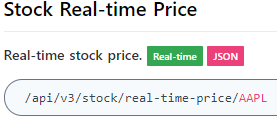 Stock Real-time Price
Real-time stock price. Real-time JSON
/api/v3/stock/real-time-price/AAPL